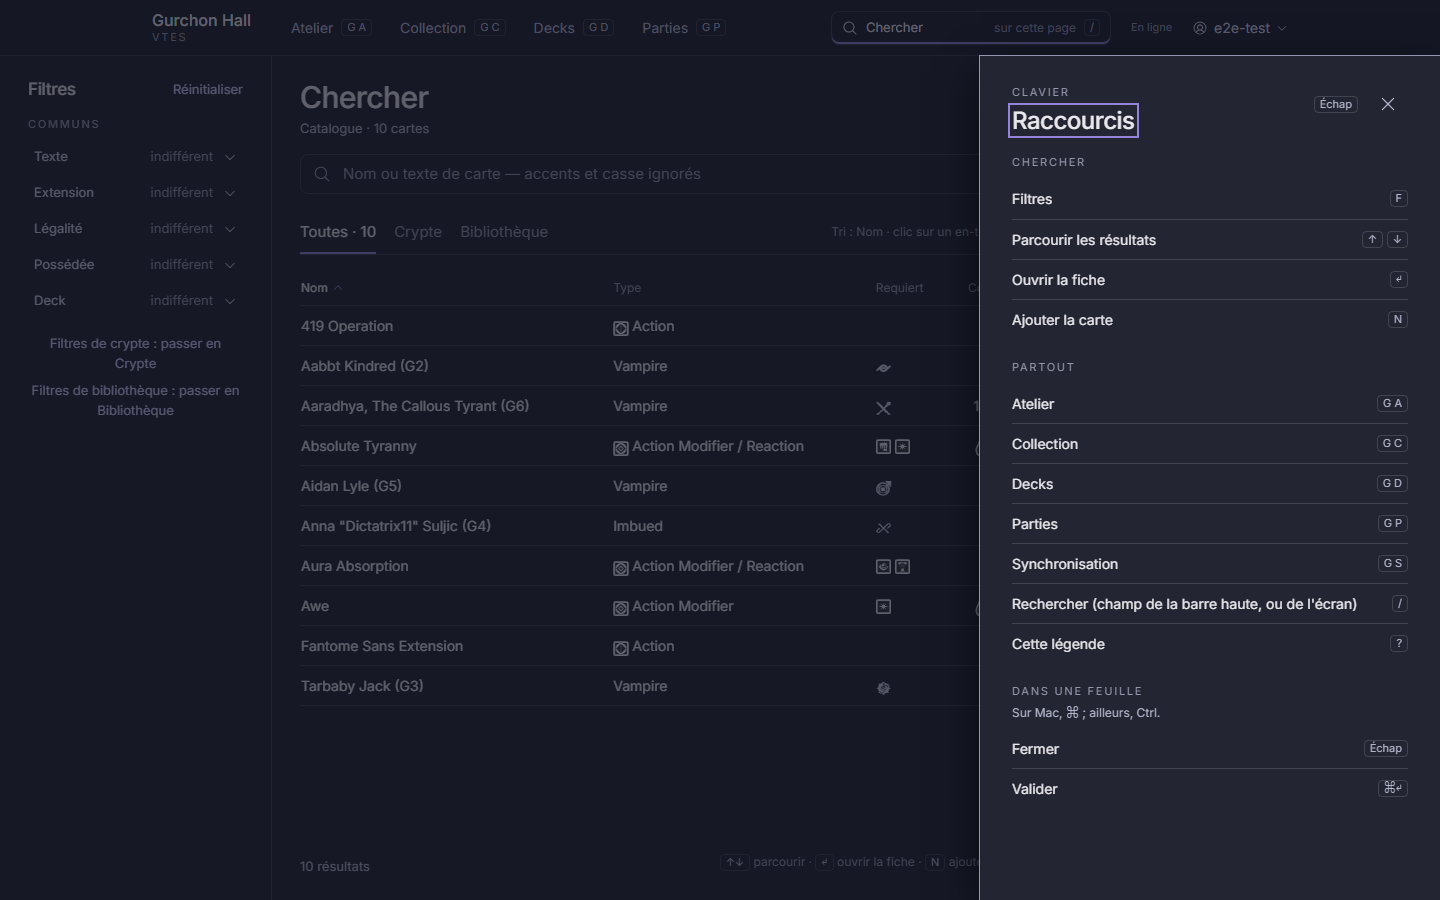 Gurchon Hall
VTES
Atelier G A
Collection G C
Decks G D
Parties G P
Chercher sur cette page /
En ligne
e2e-test
Filtres
Réinitialiser
COMMUNS
Texte indifférent
Extension indifférent
Légalité indifférent
Possédée indifférent
Deck indifférent
Filtres de crypte : passer en
Crypte
Filtres de bibliothèque : passer en
Bibliothèque
Chercher
Catalogue · 10 cartes
Nom ou texte de carte — accents et casse ignorés
Toutes · 10
Crypte
Bibliothèque
Tri : Nom · clic sur un en-t
Nom Type Requiert
419 Operation Action
Aabbt Kindred (G2) Vampire
Aaradhya, The Callous Tyrant (G6) Vampire 1
Absolute Tyranny Action Modifier / Reaction
Aidan Lyle (G5) Vampire
Anna "Dictatrix11" Suljic (G4) Imbued
Aura Absorption Action Modifier / Reaction
Awe Action Modifier
Fantome Sans Extension Action
Tarbaby Jack (G3) Vampire
10 résultats
↑↓ parcourir · ↵ ouvrir la fiche · N ajout
CLAVIER
Raccourcis
Échap
CHERCHER
Filtres F
Parcourir les résultats ↑ ↓
Ouvrir la fiche ↵
Ajouter la carte N
PARTOUT
Atelier G A
Collection G C
Decks G D
Parties G P
Synchronisation G S
Rechercher (champ de la barre haute, ou de l'écran) /
Cette légende ?
DANS UNE FEUILLE
Sur Mac, ⌘ ; ailleurs, Ctrl.
Fermer Échap
Valider ⌘↵